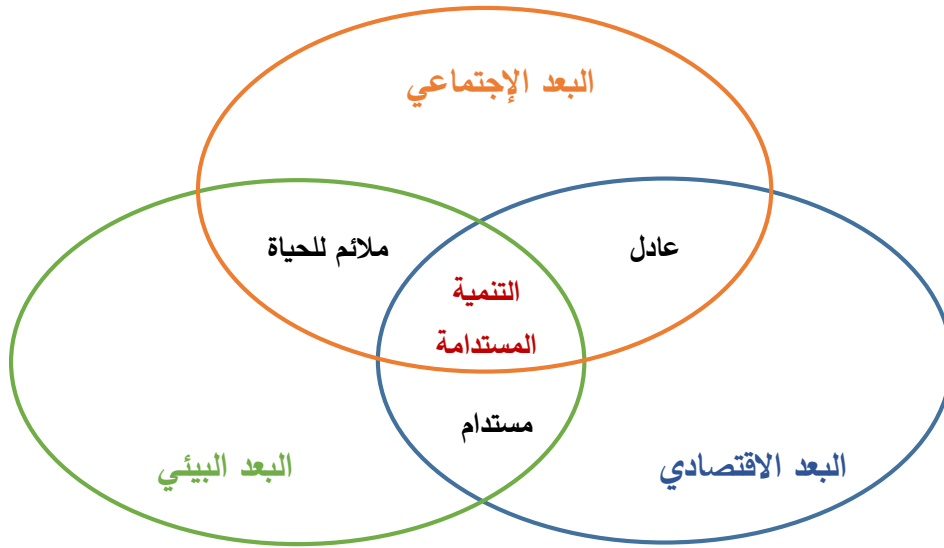 البعد الإجتماعي
عادل
ملائم للحياة
التنمية
المستدامة
مستدام
البعد الاقتصادي
البعد البيئي